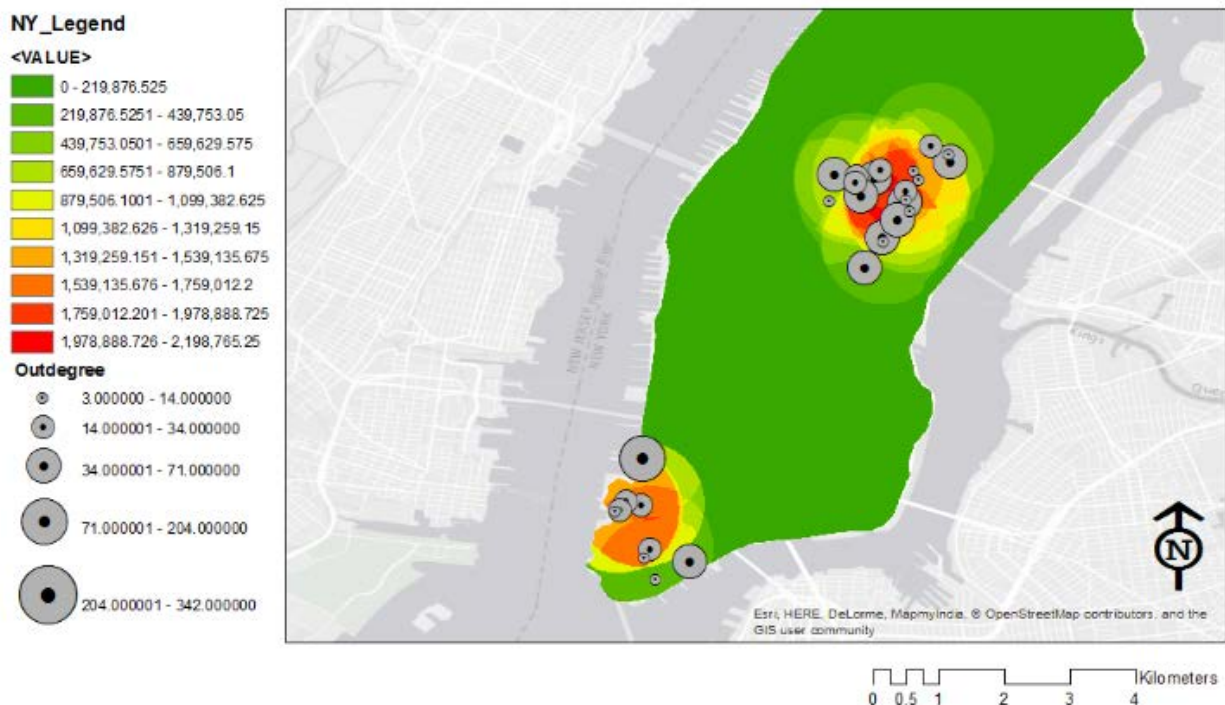 NY_Legend
<VALUE>
0 - 219,876.525
219,876.5251 - 439,753.05
439,753.0501 - 659,629.575
659,629.5751 - 879,506.1
879,506.1001 - 1,099,382.625
1,099,382.626 - 1,319,259.15
1,319,259.151 - 1,539,135.675
1,539,135.676 - 1,759,012.2
1,759,012.201 - 1,978,888.725
1,978,888.726 - 2,198,765.25
Outdegree
3.000000 - 14.000000
14.000001 - 34.000000
34.000001 - 71.000000
71.000001 - 204.000000
204.000001 - 342.000000
NEW JERSEY
NEW YORK
Kings
N
Esri, HERE, DeLorme, MapmyIndia, © OpenStreetMap contributors, and the
GIS user community
Kilometers
0 0.5 1 2 3 4